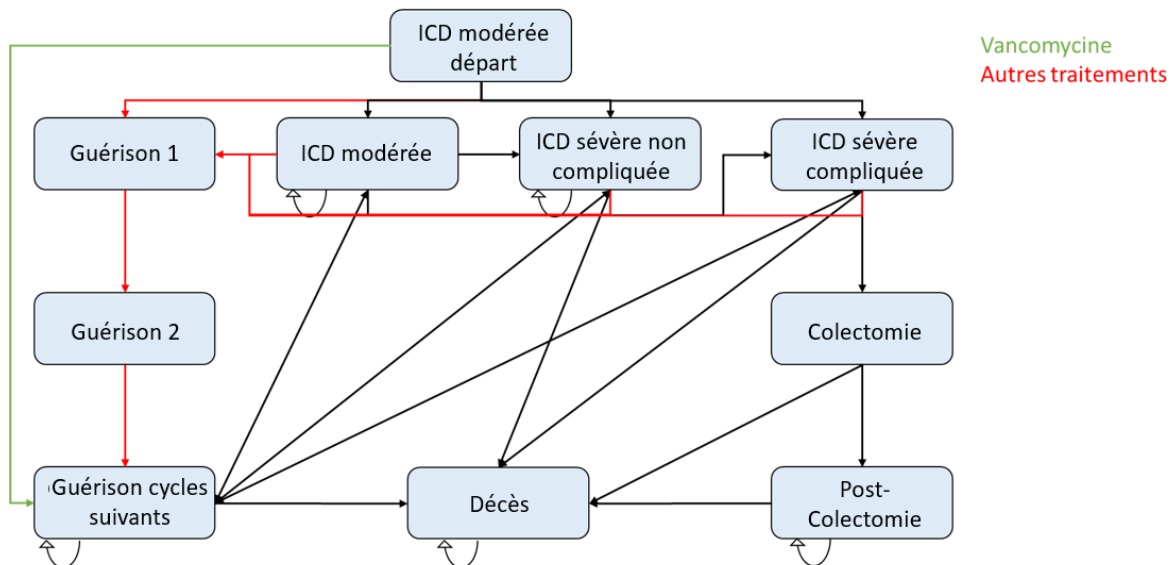 ICD modérée
départ
Vancomycine
Autres traitements
Guérison 1
ICD modérée
ICD sévère non
compliquée
ICD sévère
compliquée
Guérison 2
Colectomie
Guérison cycles
suivants
Décès
Post-
Colectomie